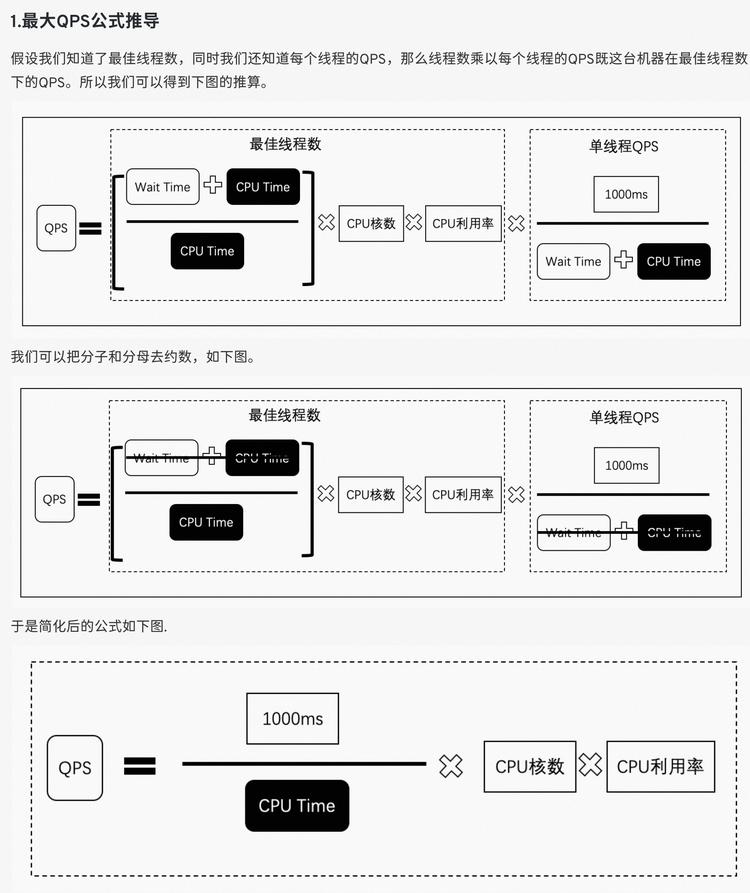 1.最大QPS公式推导
假设我们知道了最佳线程数，同时我们还知道每个线程的QPS，那么线程数乘以每个线程的QPS既这台机器在最佳线程数
下的QPS。所以我们可以得到下图的推算。
最佳线程数
单线程QPS
Wait Time
CPU Time
1000ms
QPS
CPU核数
CPU利用率
CPU Time
Wait Time
CPU Time
我们可以把分子和分母去约数，如下图。
最佳线程数
单线程QPS
Wait Time
CPU Time
1000ms
QPS
CPU核数
CPU利用率
CPU Time
Wait Time
CPU Time
于是简化后的公式如下图.
1000ms
QPS
CPU核数
CPU利用率
CPU Time